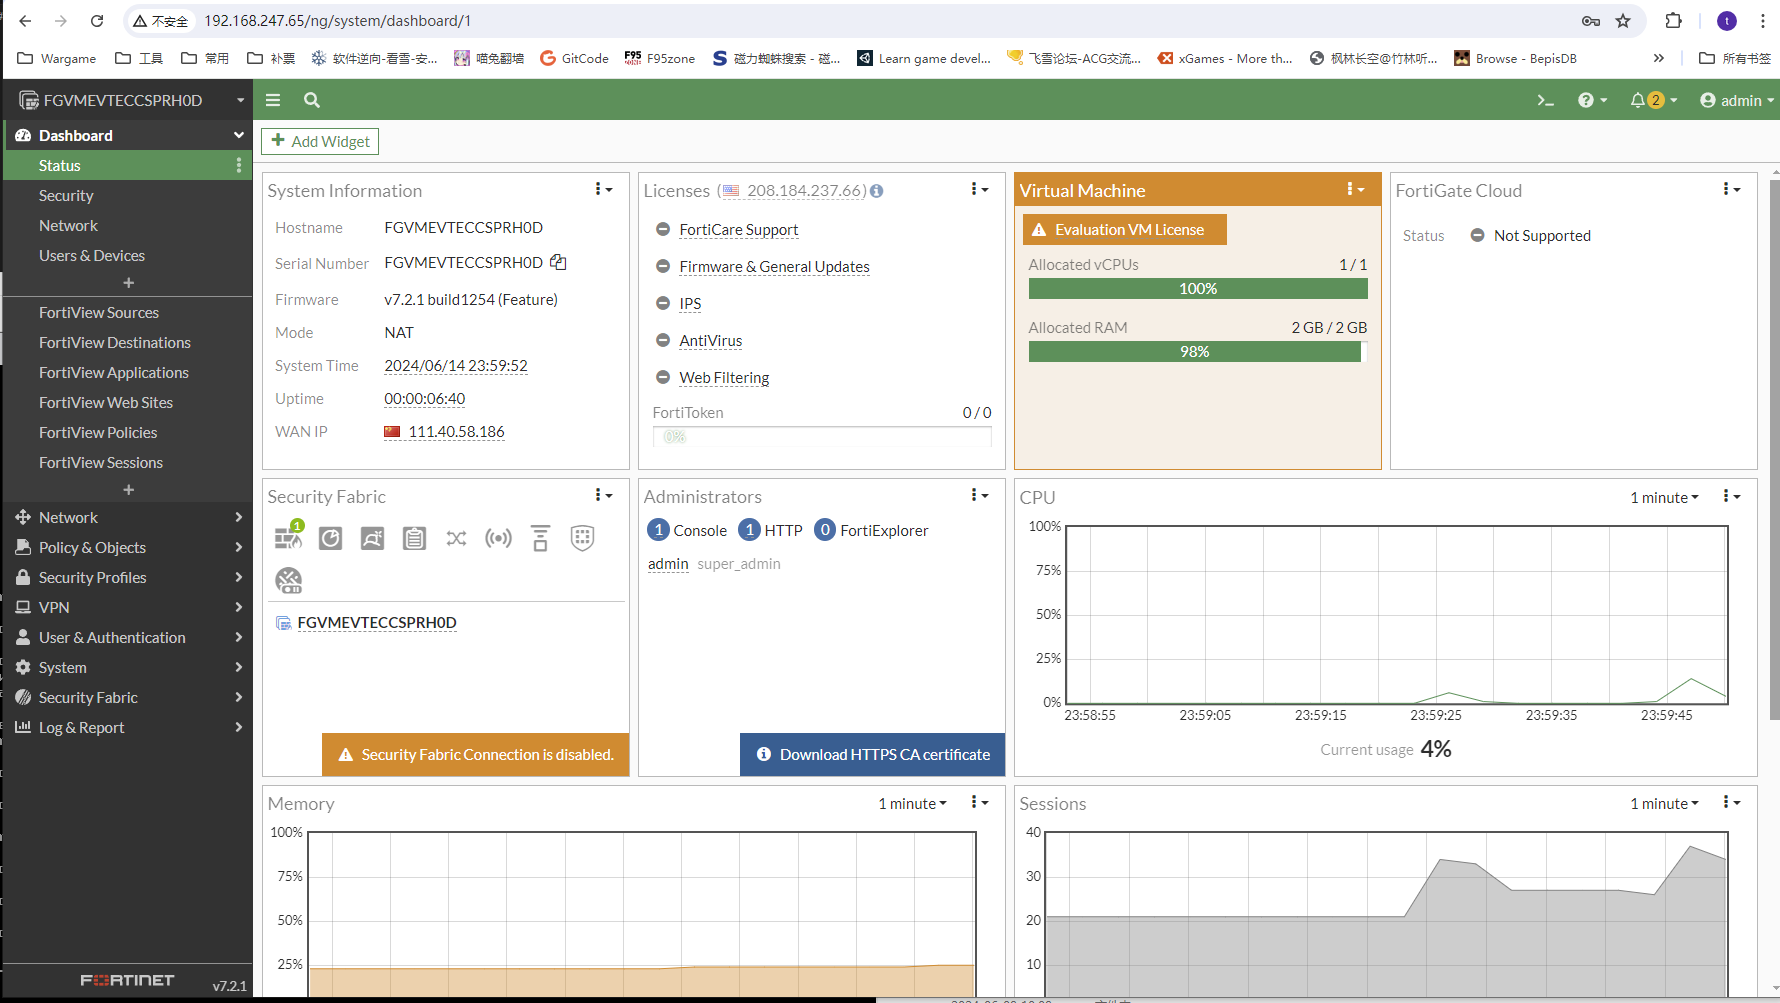 不安全 192.168.247.65/ng/system/dashboard/1 t
Wargame 工具 常用 补票 软件逆向-看雪-安... 喵兔翻墙 GitCode F95 F95zone 磁力蜘蛛搜索 - 磁... Learn game devel... 飞雪论坛-ACG交流... xGames - More th... 枫林长空@竹林听... Browse - BepisDB » 所有书签
FGVMEVTECCSPRH0D
2 admin
Dashboard
Status
Security
Network
Users & Devices
+
FortiView Sources
FortiView Destinations
FortiView Applications
FortiView Web Sites
FortiView Policies
FortiView Sessions
+
Network
Policy & Objects
Security Profiles
VPN
User & Authentication
System
Security Fabric
Log & Report
FORTINET v7.2.1
+ Add Widget
System Information
Hostname FGVMEVTECCSPRH0D
Serial Number FGVMEVTECCSPRH0D
Firmware v7.2.1 build1254 (Feature)
Mode NAT
System Time 2024/06/14 23:59:52
Uptime 00:00:06:40
WAN IP 111.40.58.186
Licenses (208.184.237.66)
FortiCare Support
Firmware & General Updates
IPS
AntiVirus
Web Filtering
FortiToken 0 / 0
0%
Virtual Machine
Evaluation VM License
Allocated vCPUs 1 / 1
100%
Allocated RAM 2 GB / 2 GB
98%
FortiGate Cloud
Status Not Supported
Security Fabric
1
FGVMEVTECCSPRH0D
Security Fabric Connection is disabled.
Administrators
1 Console 1 HTTP 0 FortiExplorer
admin super_admin
Download HTTPS CA certificate
CPU 1 minute
100%
75%
50%
25%
0%
23:58:55 23:59:05 23:59:15 23:59:25 23:59:35 23:59:45
Current usage 4%
Memory 1 minute
100%
75%
50%
25%
Sessions 1 minute
40
30
20
10